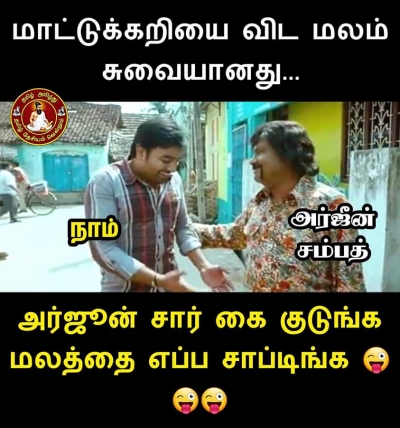 மாட்டுக்கறியை விட மலம்
சுவையானது...
நாம்
அர்ஜீன்
சம்பத்
அர்ஜூன் சார் கை குடுங்க
மலத்தை எப்ப சாப்டிங்க 😜
😜😜